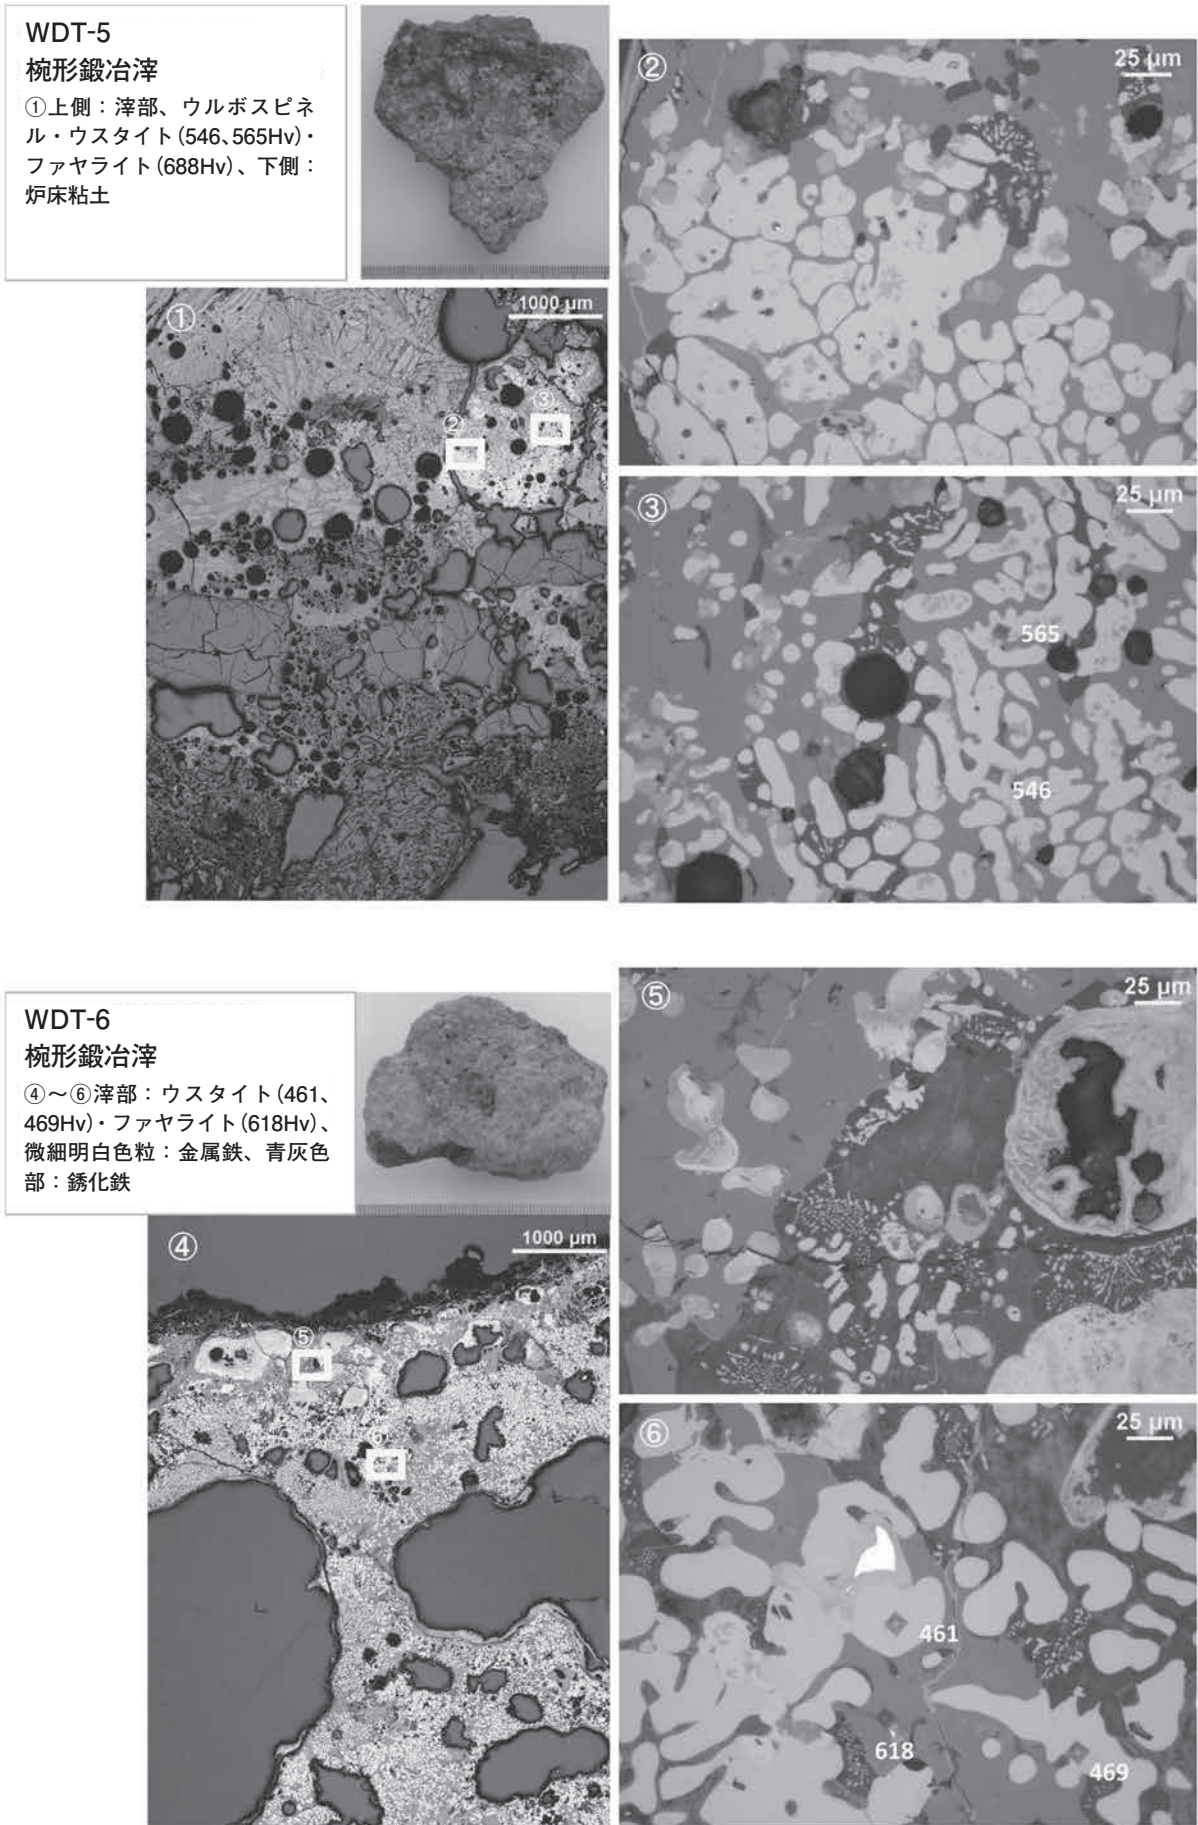 WDT-5
椀形鍛冶滓
①上側：滓部、ウルボスピネ
ル・ウスタイト(546、565Hv)・
ファヤライト(688Hv)、下側：
炉床粘土
②
25 µm
①
1000 µm
③
②
③
25 µm
565
546
WDT-6
椀形鍛冶滓
④～⑥滓部：ウスタイト(461、
469Hv)・ファヤライト(618Hv)、
微細明白色粒：金属鉄、青灰色
部：銹化鉄
⑤
25 µm
④
1000 µm
⑤
⑥
⑥
25 µm
461
618
469